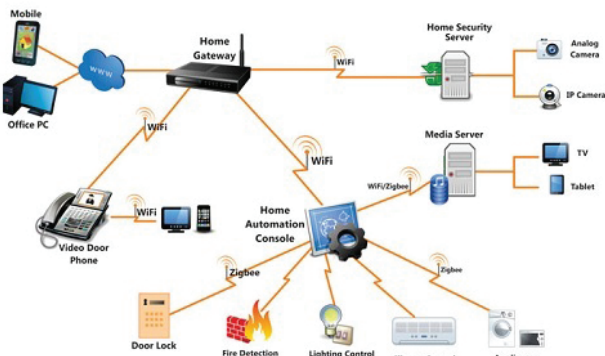 Mobile
Office PC
www
Home
Gateway
WiFi
Home Security
Server
Analog
Camera
IP Camera
WiFi
WiFi
Media Server
TV
Tablet
WiFi/Zigbee
Video Door
Phone
WiFi
Home
Automation
Console
Zigbee
Zigbee
Door Lock
Fire Detection
Lighting Control